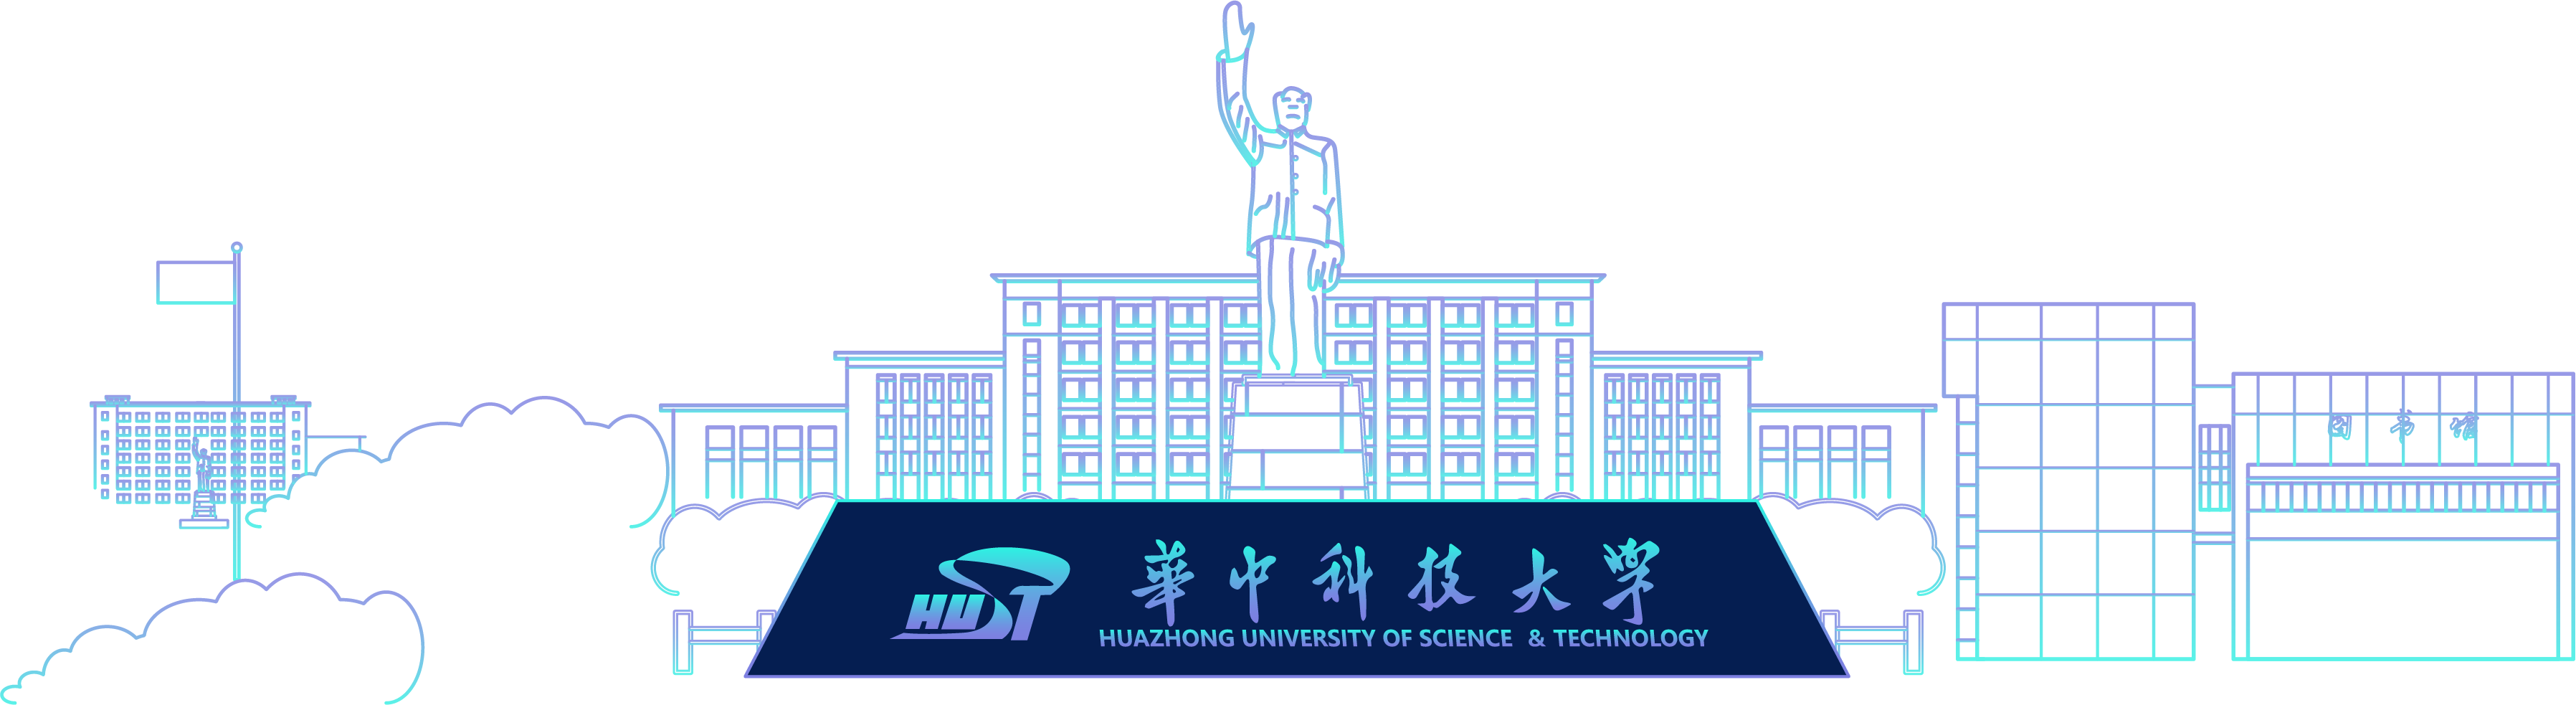 图书馆
HUST
華中科技大學
HUAZHONG UNIVERSITY OF SCIENCE & TECHNOLOGY